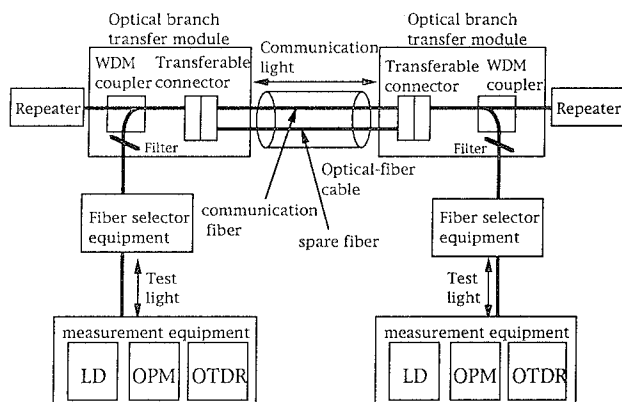 Optical branch
transfer module
Communication
light
Optical branch
transfer module
WDM
coupler
Transferable
connector
Transferable
connector
WDM
coupler
Repeater
Repeater
Filter
Filter
Optical-fiber
cable
communication
fiber
spare fiber
Fiber selector
equipment
Fiber selector
equipment
Test
light
Test
light
measurement equipment
LD
OPM
OTDR
measurement equipment
LD
OPM
OTDR